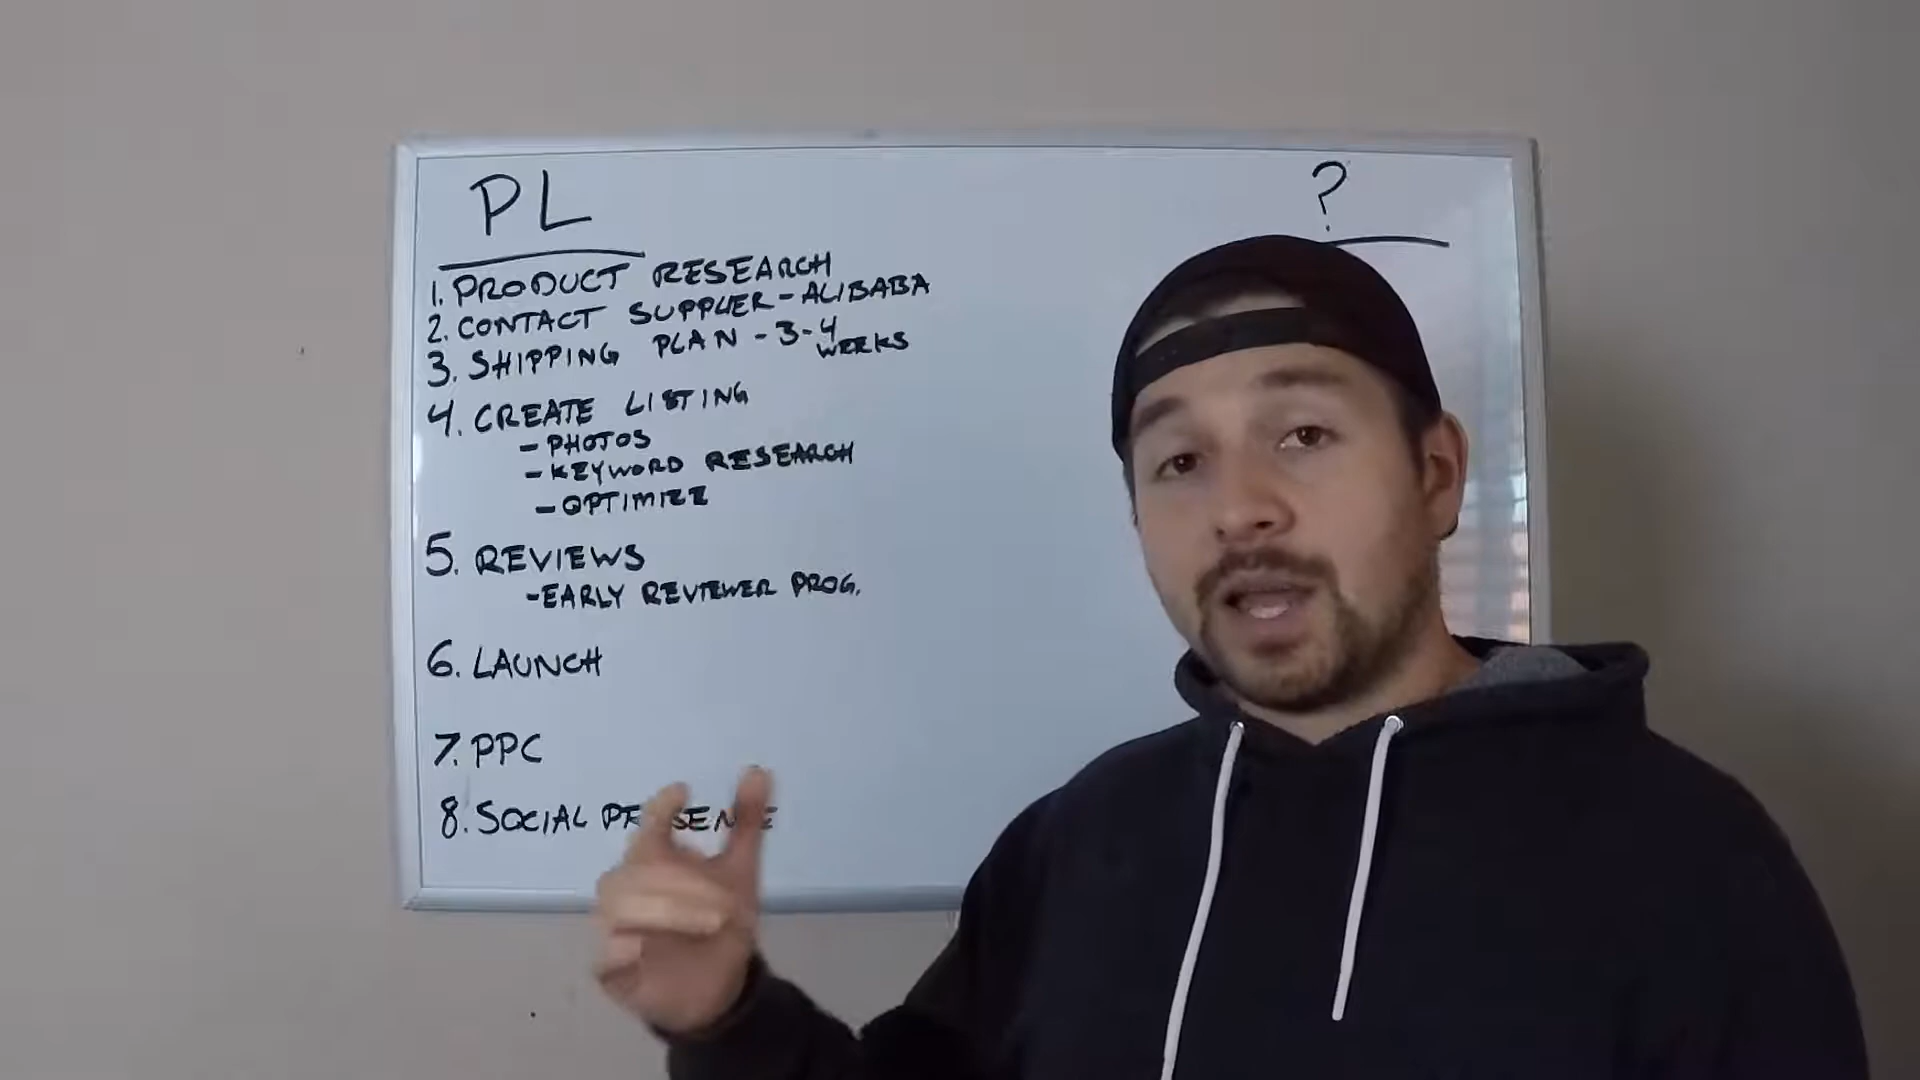 PL
?
1. PRODUCT RESEARCH
2. CONTACT SUPPLIER - ALIBABA
3. SHIPPING PLAN - 3-4 WEEKS
4. CREATE LISTING
- PHOTOS
- KEYWORD RESEARCH
- OPTIMIZE
5. REVIEWS
- EARLY REVIEWER PROG.
6. LAUNCH
7. PPC
8. SOCIAL PRESENCE